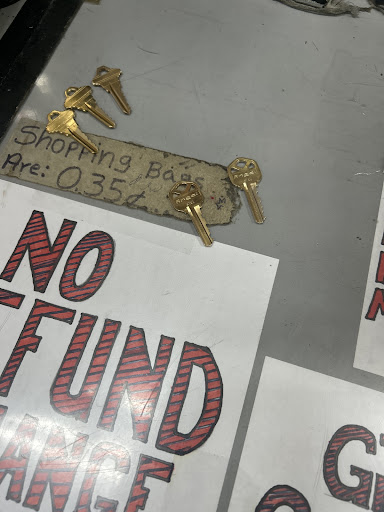 Shopping Bags
Are: 0.35¢
NO
FUND
ANGE
G